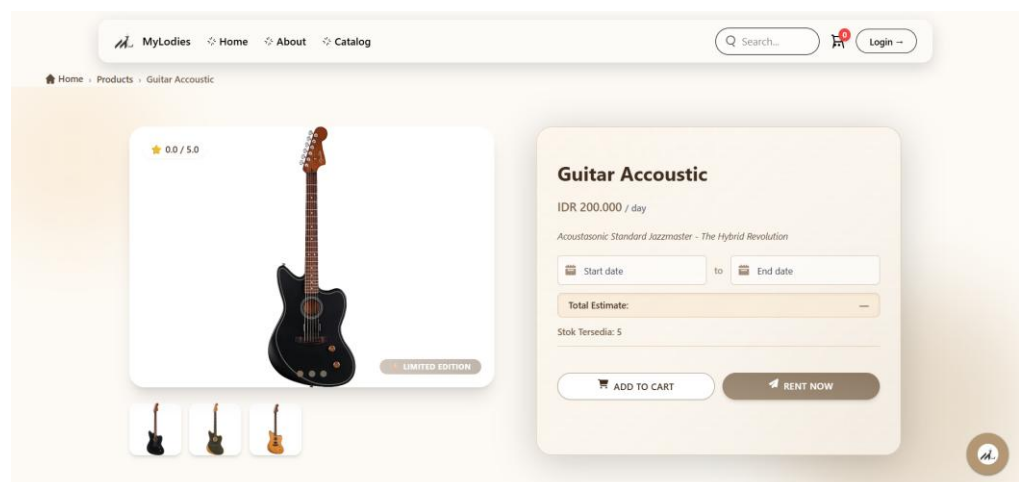 MyLodies Home About Catalog Search... 0 Login →
Home › Products › Guitar Accoustic
0.0 / 5.0
LIMITED EDITION
Guitar Accoustic
IDR 200.000 / day
Acoustasonic Standard Jazzmaster - The Hybrid Revolution
Start date to End date
Total Estimate: —
Stok Tersedia: 5
ADD TO CART RENT NOW